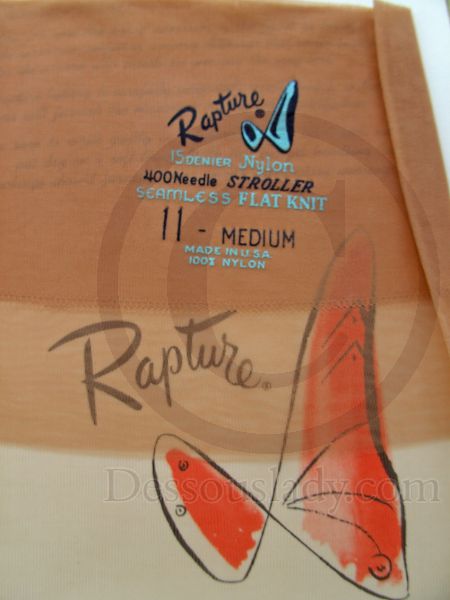 Rapture®
15 DENIER Nylon
400 Needle STROLLER
SEAMLESS FLAT KNIT
11 - MEDIUM
MADE IN U.S.A.
100% NYLON
Rapture®
©
Dessouslady.com